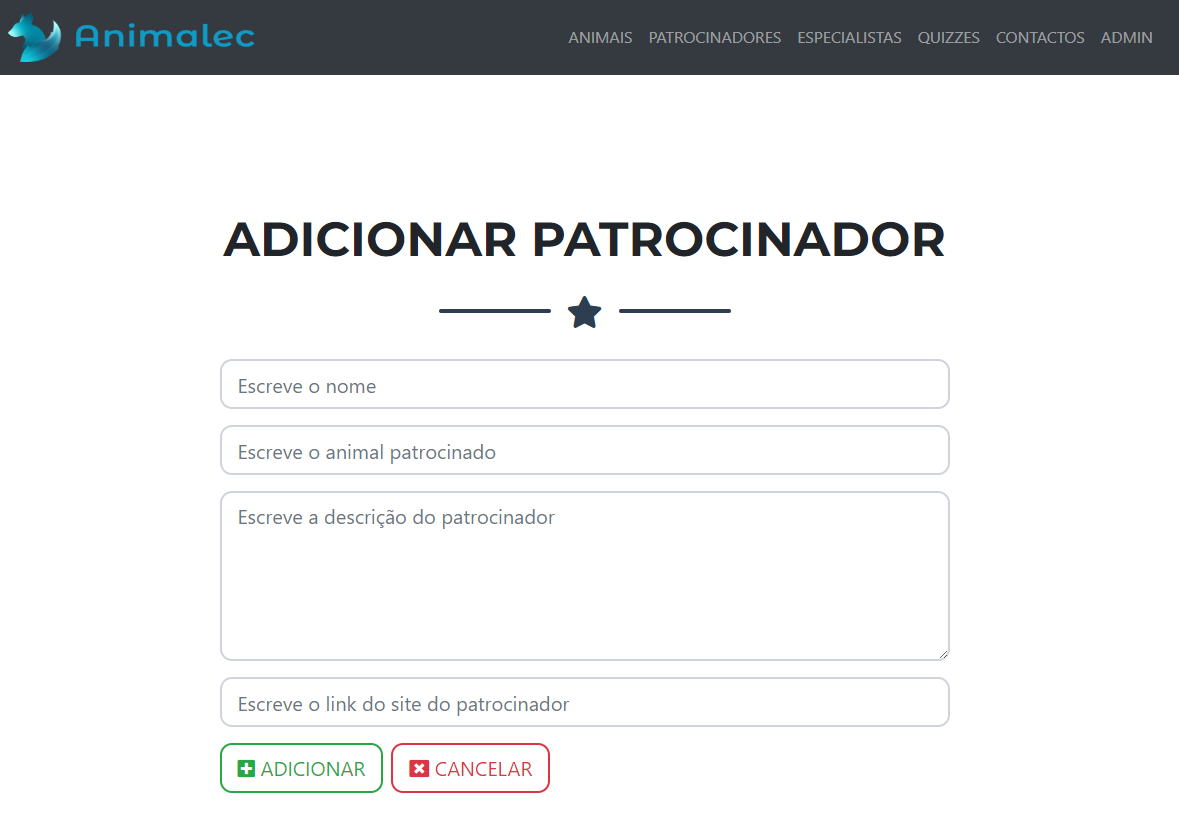 Animalec
ANIMAIS PATROCINADORES ESPECIALISTAS QUIZZES CONTACTOS ADMIN
ADICIONAR PATROCINADOR
Escreve o nome
Escreve o animal patrocinado
Escreve a descrição do patrocinador
Escreve o link do site do patrocinador
ADICIONAR CANCELAR